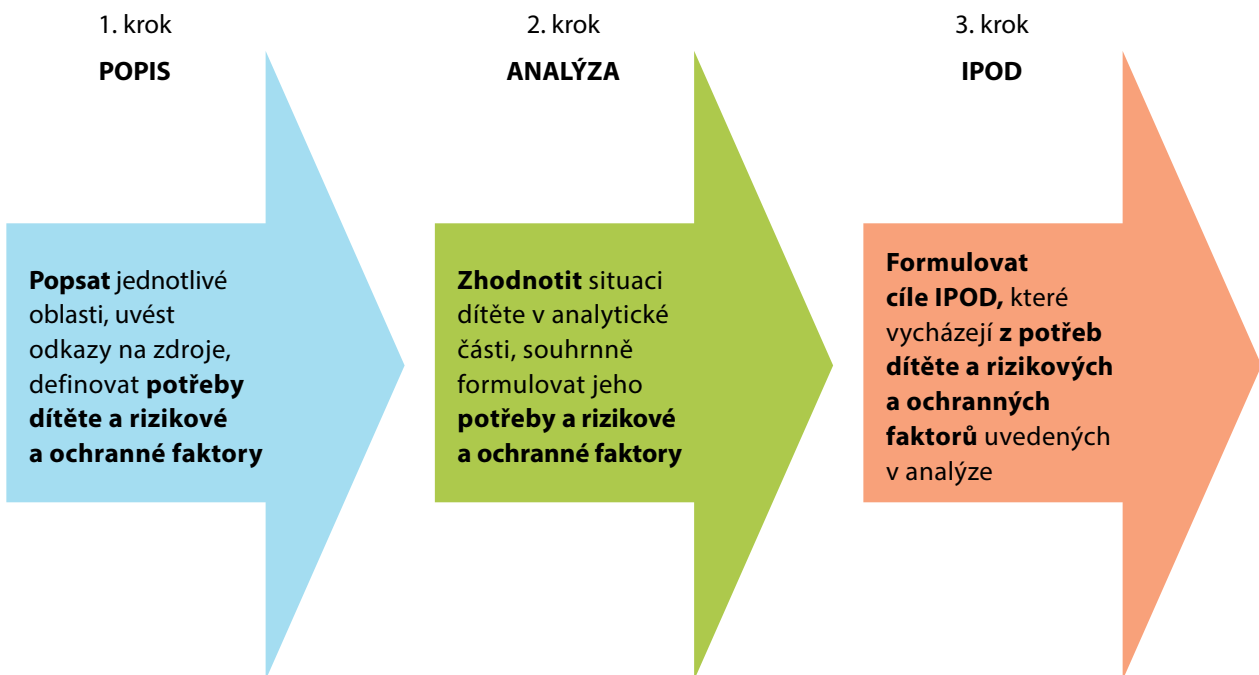 1. krok
POPIS
Popsat jednotlivé
oblasti, uvést
odkazy na zdroje,
definovat potřeby
dítěte a rizikové
a ochranné faktory
2. krok
ANALÝZA
Zhodnotit situaci
dítěte v analytické
části, souhrnně
formulovat jeho
potřeby a rizikové
a ochranné faktory
3. krok
IPOD
Formulovat
cíle IPOD, které
vycházejí z potřeb
dítěte a rizikových
a ochranných
faktorů uvedených
v analýze